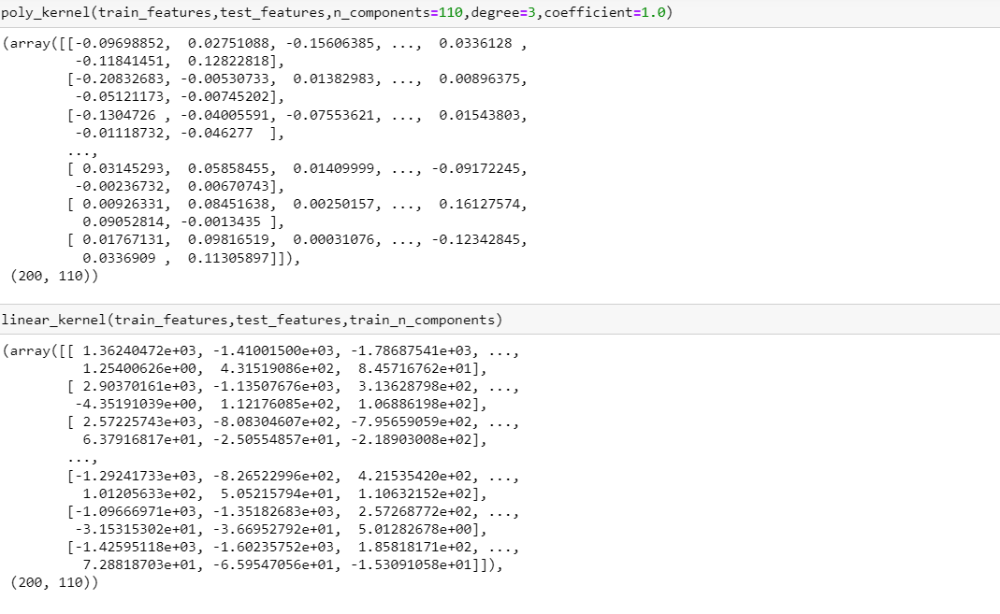 poly_kernel(train_features,test_features,n_components=110,degree=3,coefficient=1.0)
(array([[-0.09698852,  0.02751088, -0.15606385, ...,  0.0336128 ,
         -0.11841451,  0.12822818],
        [-0.20832683, -0.00530733,  0.01382983, ...,  0.00896375,
         -0.05121173, -0.00745202],
        [-0.1304726 , -0.04005591, -0.07553621, ...,  0.01543803,
         -0.01118732, -0.046277  ],
        ...,
        [ 0.03145293,  0.05858455,  0.01409999, ..., -0.09172245,
         -0.00236732,  0.00670743],
        [ 0.00926331,  0.08451638,  0.00250157, ...,  0.16127574,
          0.09052814, -0.0013435 ],
        [ 0.01767131,  0.09816519,  0.00031076, ..., -0.12342845,
          0.0336909 ,  0.11305897]]),
 (200, 110))
linear_kernel(train_features,test_features,train_n_components)
(array([[ 1.36240472e+03, -1.41001500e+03, -1.78687541e+03, ...,
          1.25400626e+00,  4.31519086e+02,  8.45716762e+01],
        [ 2.90370161e+03, -1.13507676e+03,  3.13628798e+02, ...,
         -4.35191039e+00,  1.12176085e+02,  1.06886198e+02],
        [ 2.57225743e+03, -8.08304607e+02, -7.95659059e+02, ...,
          6.37916817e+01, -2.50554857e+01, -2.18903008e+02],
        ...,
        [-1.29241733e+03, -8.26522996e+02,  4.21535420e+02, ...,
          1.01205633e+02,  5.05215794e+01,  1.10632152e+02],
        [-1.09666971e+03, -1.35182683e+03,  2.57268772e+02, ...,
         -3.15315302e+01, -3.66952792e+01,  5.01282678e+00],
        [-1.42595118e+03, -1.60235752e+03,  1.85818171e+02, ...,
          7.28818703e+01, -6.59547056e+01, -1.53091058e+01]]),
 (200, 110))